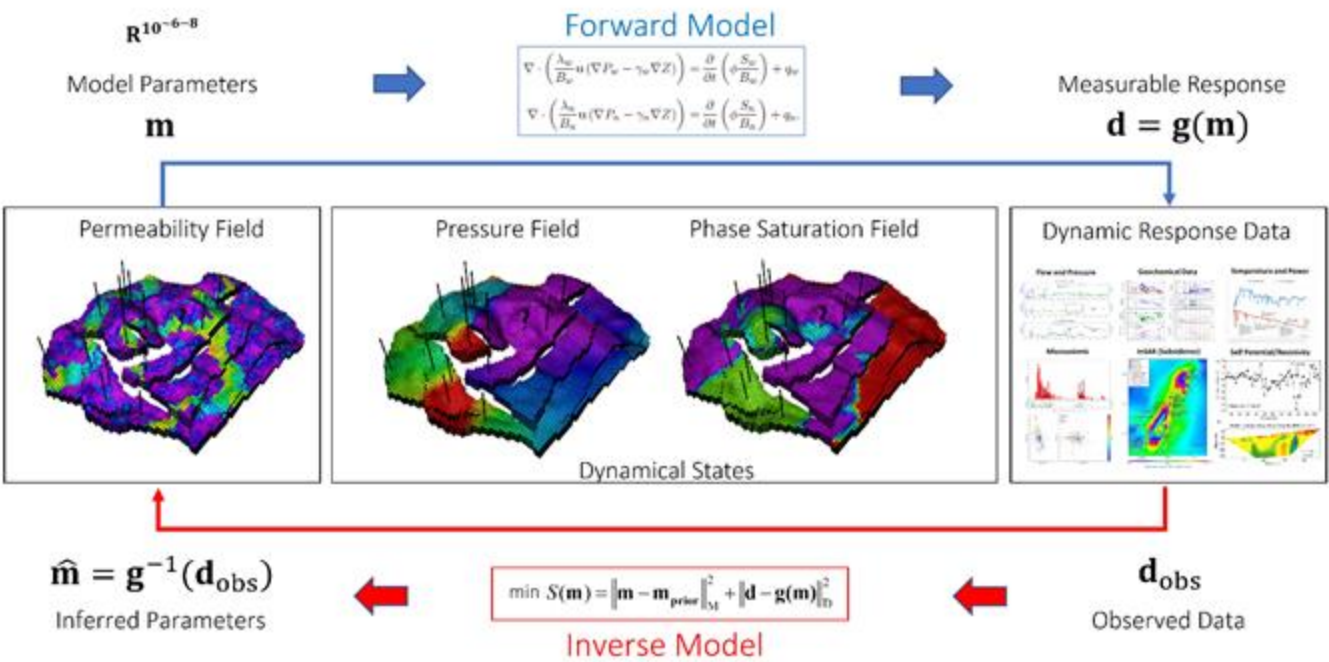 Forward Model
R^{10^{~6-8}}
Model Parameters
m
∇ · (λ_w/B_w u (∇P_w − γ_w∇Z)) = ∂/∂t (ϕ S_w/B_w) + q_w
∇ · (λ_n/B_n u (∇P_n − γ_n∇Z)) = ∂/∂t (ϕ S_n/B_n) + q_n.
Measurable Response
d = g(m)
Permeability Field
Pressure Field
Phase Saturation Field
Dynamical States
Dynamic Response Data
Flow and Pressure
Geochemical Data
Temperature and Power
Microseismic
InSAR (Subsidence)
Self Potential/Resistivity
m̂ = g⁻¹(d_obs)
Inferred Parameters
min S(m) = ‖m − m_prior‖²_M + ‖d − g(m)‖²_D
Inverse Model
d_obs
Observed Data